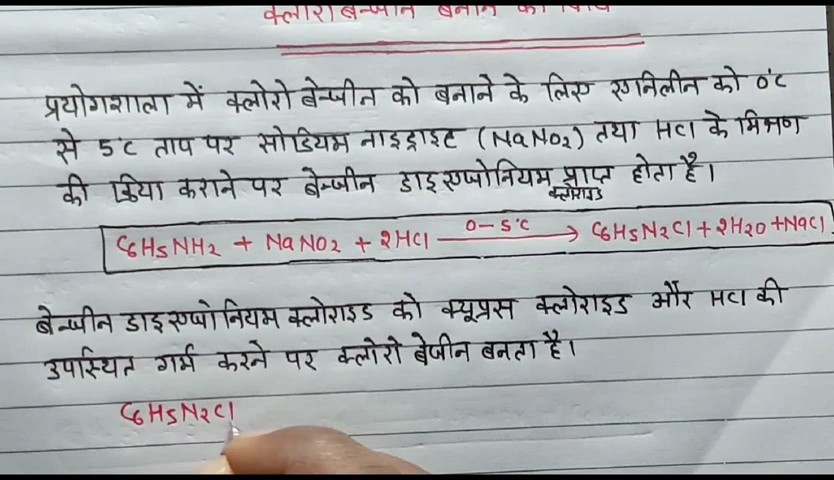 क्लोरो बेन्जीन बनाने की विधि
प्रयोगशाला में क्लोरो बेन्जीन को बनाने के लिए एनिलीन को 0°C
से 5°C ताप पर सोडियम नाइट्राइट (NaNO2) तथा HCl के मिश्रण
की क्रिया कराने पर बेन्जीन डाइएजोनियम क्लोराइड प्राप्त होता है।
C6H5NH2 + NaNO2 + 2HCl 0-5°C → C6H5N2Cl + 2H2O + NaCl
बेन्जीन डाइएजोनियम क्लोराइड को क्यूप्रस क्लोराइड और HCl की
उपस्थित गर्म करने पर क्लोरो बेजीन बनता है।
C6H5N2Cl